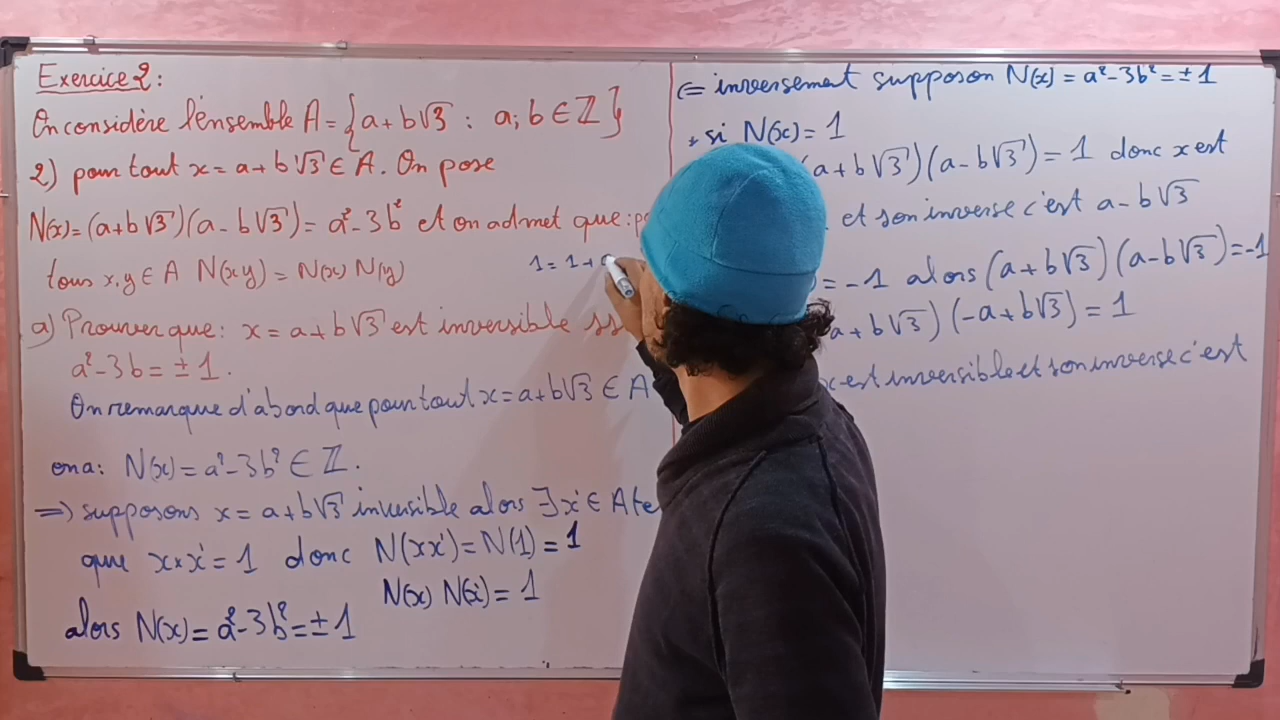 Exercice 2:
On considère l'ensemble A = {a + b√3 : a; b ∈ ℤ}
2) pour tout x = a + b√3 ∈ A. On pose
N(x) = (a + b√3)(a - b√3) = a² - 3b² et on admet que : p
tous x, y ∈ A N(xy) = N(x) N(y)
1 = 1 +
a) Prouver que : x = a + b√3 est inversible ss
a² - 3b = ± 1.
On remarque d'abord que pour tout x = a + b√3 ∈ A
on a : N(x) = a² - 3b² ∈ ℤ.
⇒) supposons x = a + b√3 inversible alors ∃x' ∈ A te
que x × x' = 1 donc N(xx') = N(1) = 1
N(x) N(x') = 1
alors N(x) = a² - 3b² = ± 1
(⇐ inversement supposon N(x) = a² - 3b² = ± 1
* si N(x) = 1
(a + b√3)(a - b√3) = 1 donc x est
et son inverse c'est a - b√3
) = -1 alors (a + b√3)(a - b√3) = -1
a + b√3)(-a + b√3) = 1
x est inversible et son inverse c'est